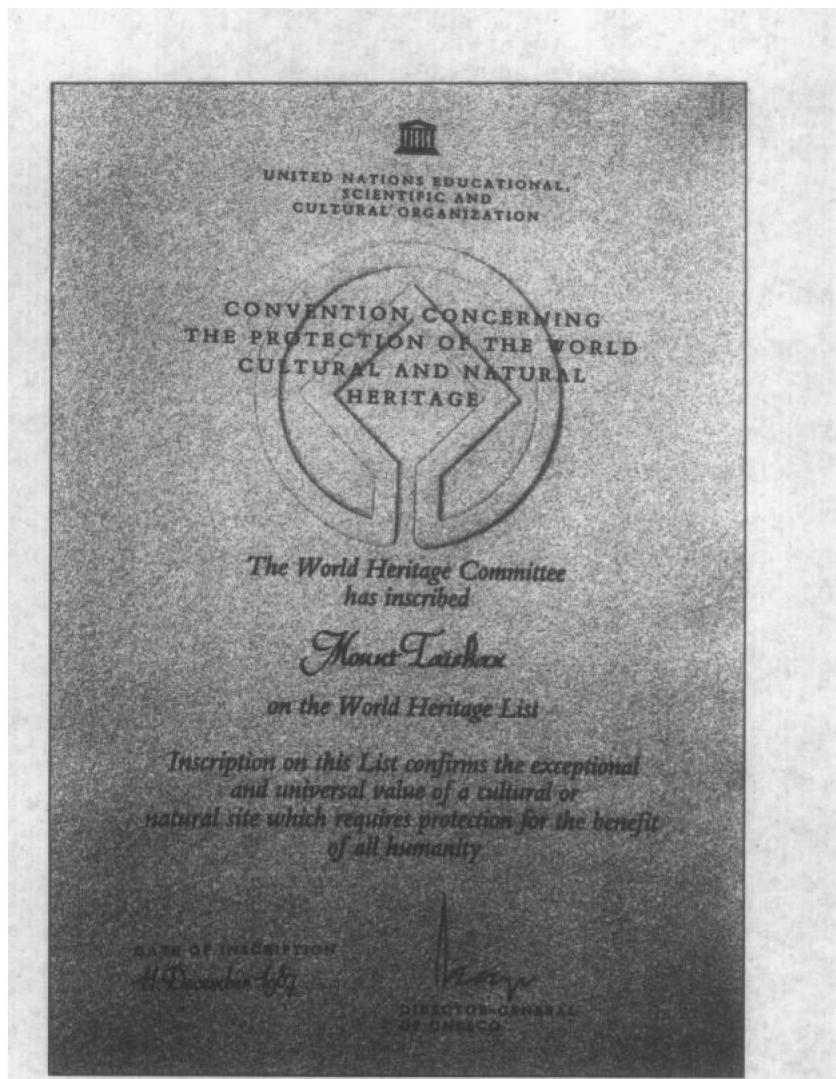 UNITED NATIONS EDUCATIONAL,
SCIENTIFIC AND
CULTURAL ORGANIZATION
CONVENTION CONCERNING
THE PROTECTION OF THE WORLD
CULTURAL AND NATURAL
HERITAGE
The World Heritage Committee
has inscribed
Mount Taishan
on the World Heritage List
Inscription on this List confirms the exceptional
and universal value of a cultural or
natural site which requires protection for the benefit
of all humanity
DATE OF INSCRIPTION
11 December 1987
DIRECTOR-GENERAL
OF UNESCO